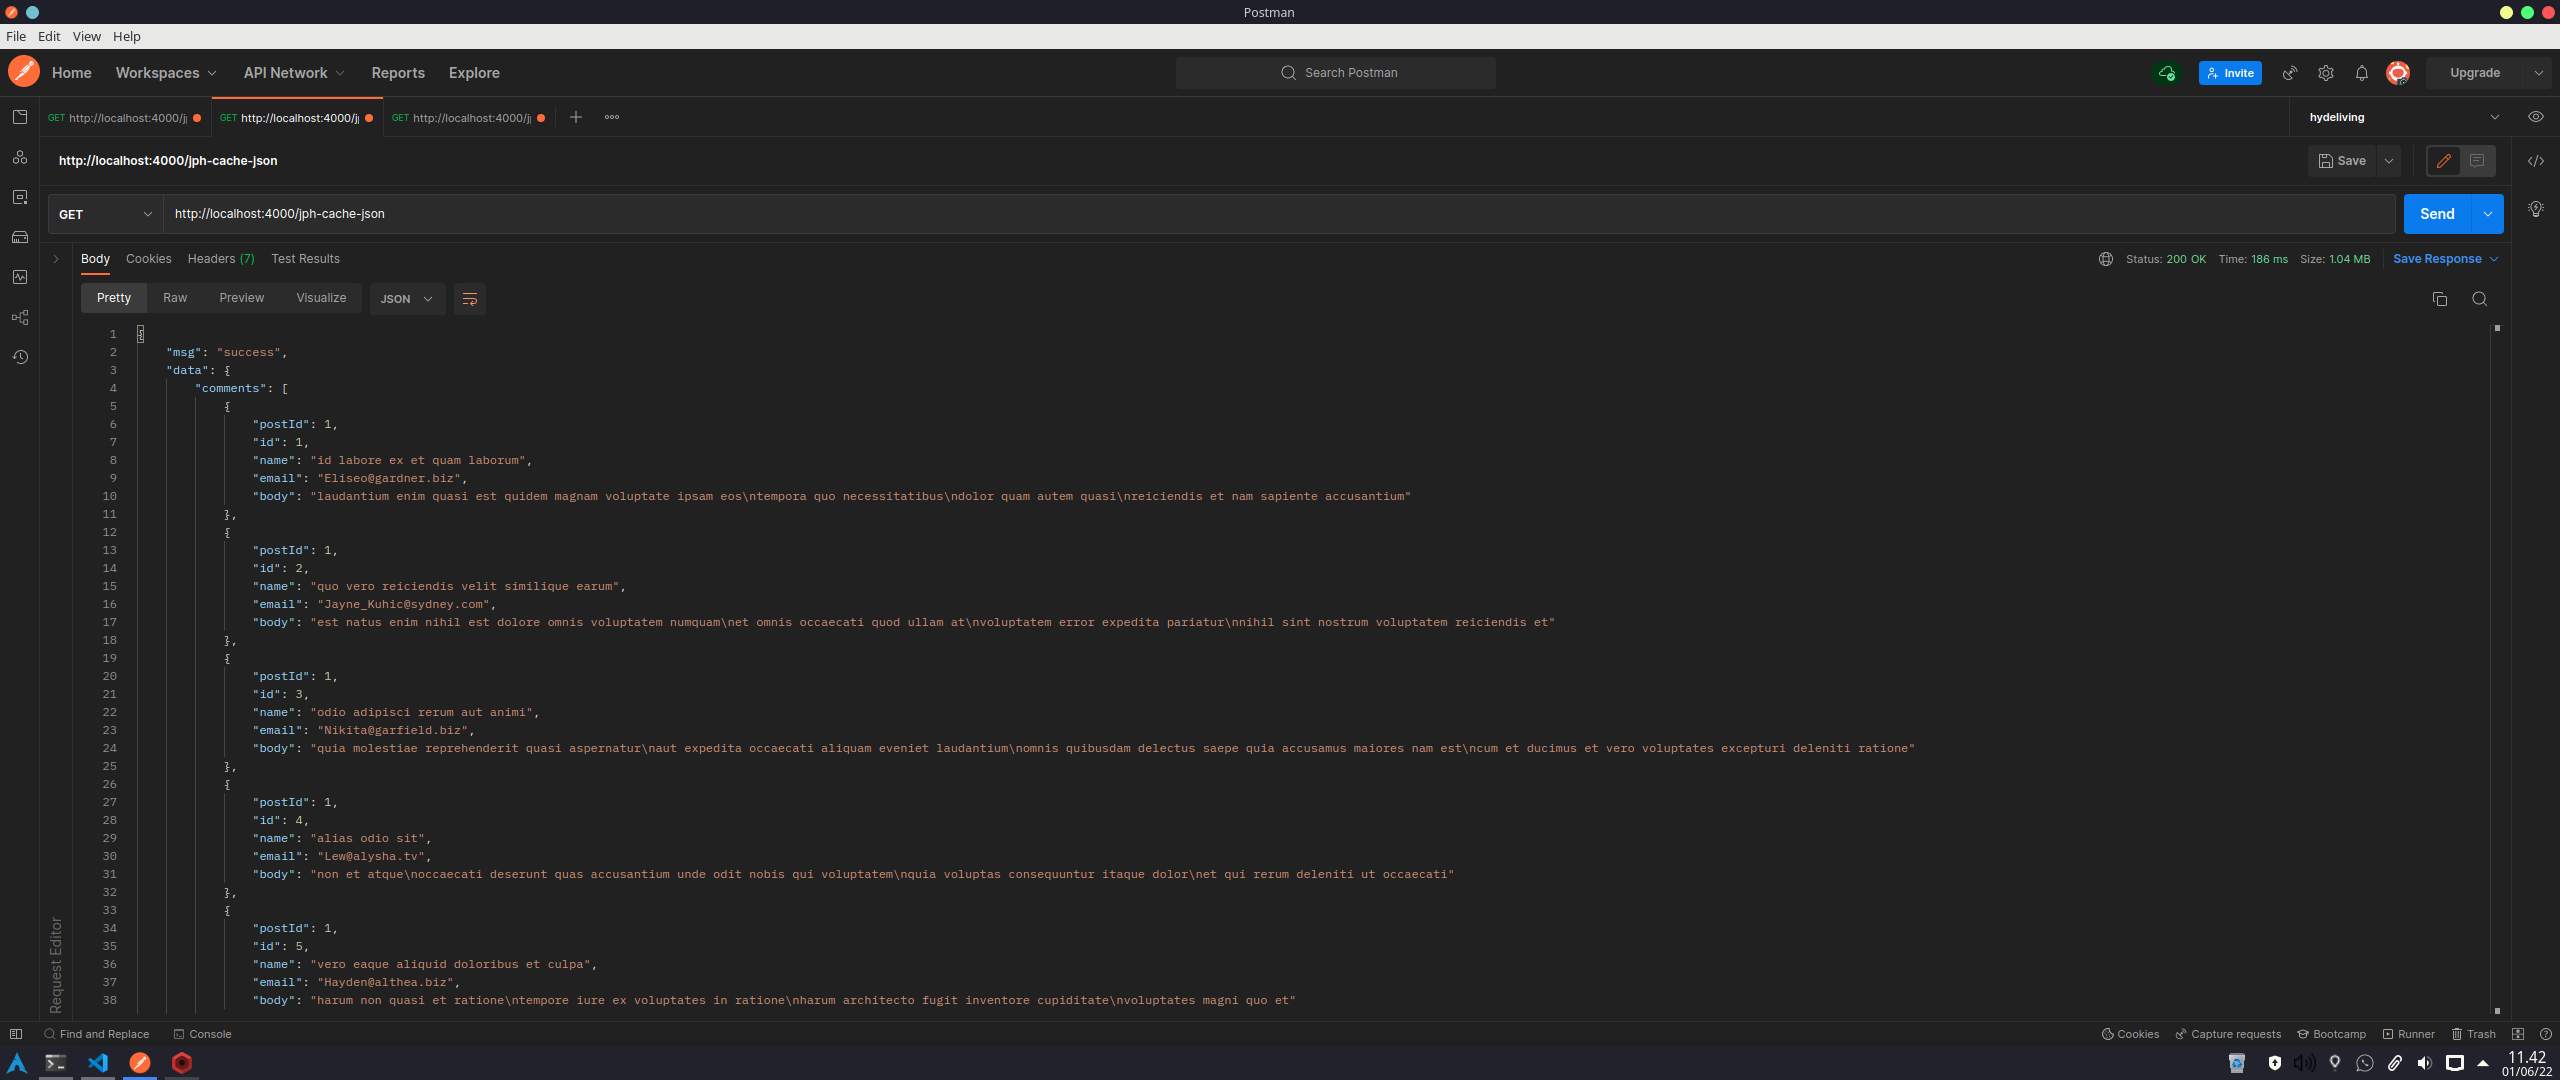 Postman
File Edit View Help
Home Workspaces API Network Reports Explore Search Postman Invite Upgrade
GET http://localhost:4000/j GET http://localhost:4000/j GET http://localhost:4000/j hydeliving
http://localhost:4000/jph-cache-json Save
GET http://localhost:4000/jph-cache-json Send
Body Cookies Headers (7) Test Results Status: 200 OK Time: 186 ms Size: 1.04 MB Save Response
Pretty Raw Preview Visualize JSON
1 {
2 "msg": "success",
3 "data": {
4 "comments": [
5 {
6 "postId": 1,
7 "id": 1,
8 "name": "id labore ex et quam laborum",
9 "email": "Eliseo@gardner.biz",
10 "body": "laudantium enim quasi est quidem magnam voluptate ipsam eos\ntempora quo necessitatibus\ndolor quam autem quasi\nreiciendis et nam sapiente accusantium"
11 },
12 {
13 "postId": 1,
14 "id": 2,
15 "name": "quo vero reiciendis velit similique earum",
16 "email": "Jayne_Kuhic@sydney.com",
17 "body": "est natus enim nihil est dolore omnis voluptatem numquam\net omnis occaecati quod ullam at\nvoluptatem error expedita pariatur\nnihil sint nostrum voluptatem reiciendis et"
18 },
19 {
20 "postId": 1,
21 "id": 3,
22 "name": "odio adipisci rerum aut animi",
23 "email": "Nikita@garfield.biz",
24 "body": "quia molestiae reprehenderit quasi aspernatur\naut expedita occaecati aliquam eveniet laudantium\nomnis quibusdam delectus saepe quia accusamus maiores nam est\ncum et ducimus et vero voluptates excepturi deleniti ratione"
25 },
26 {
27 "postId": 1,
28 "id": 4,
29 "name": "alias odio sit",
30 "email": "Lew@alysha.tv",
31 "body": "non et atque\noccaecati deserunt quas accusantium unde odit nobis qui voluptatem\nquia voluptas consequuntur itaque dolor\net qui rerum deleniti ut occaecati"
32 },
33 {
34 "postId": 1,
35 "id": 5,
36 "name": "vero eaque aliquid doloribus et culpa",
37 "email": "Hayden@althea.biz",
38 "body": "harum non quasi et ratione\ntempore iure ex voluptates in ratione\nharum architecto fugit inventore cupiditate\nvoluptates magni quo et"
Request Editor
Find and Replace Console Cookies Capture requests Bootcamp Runner Trash
11.42
01/06/22